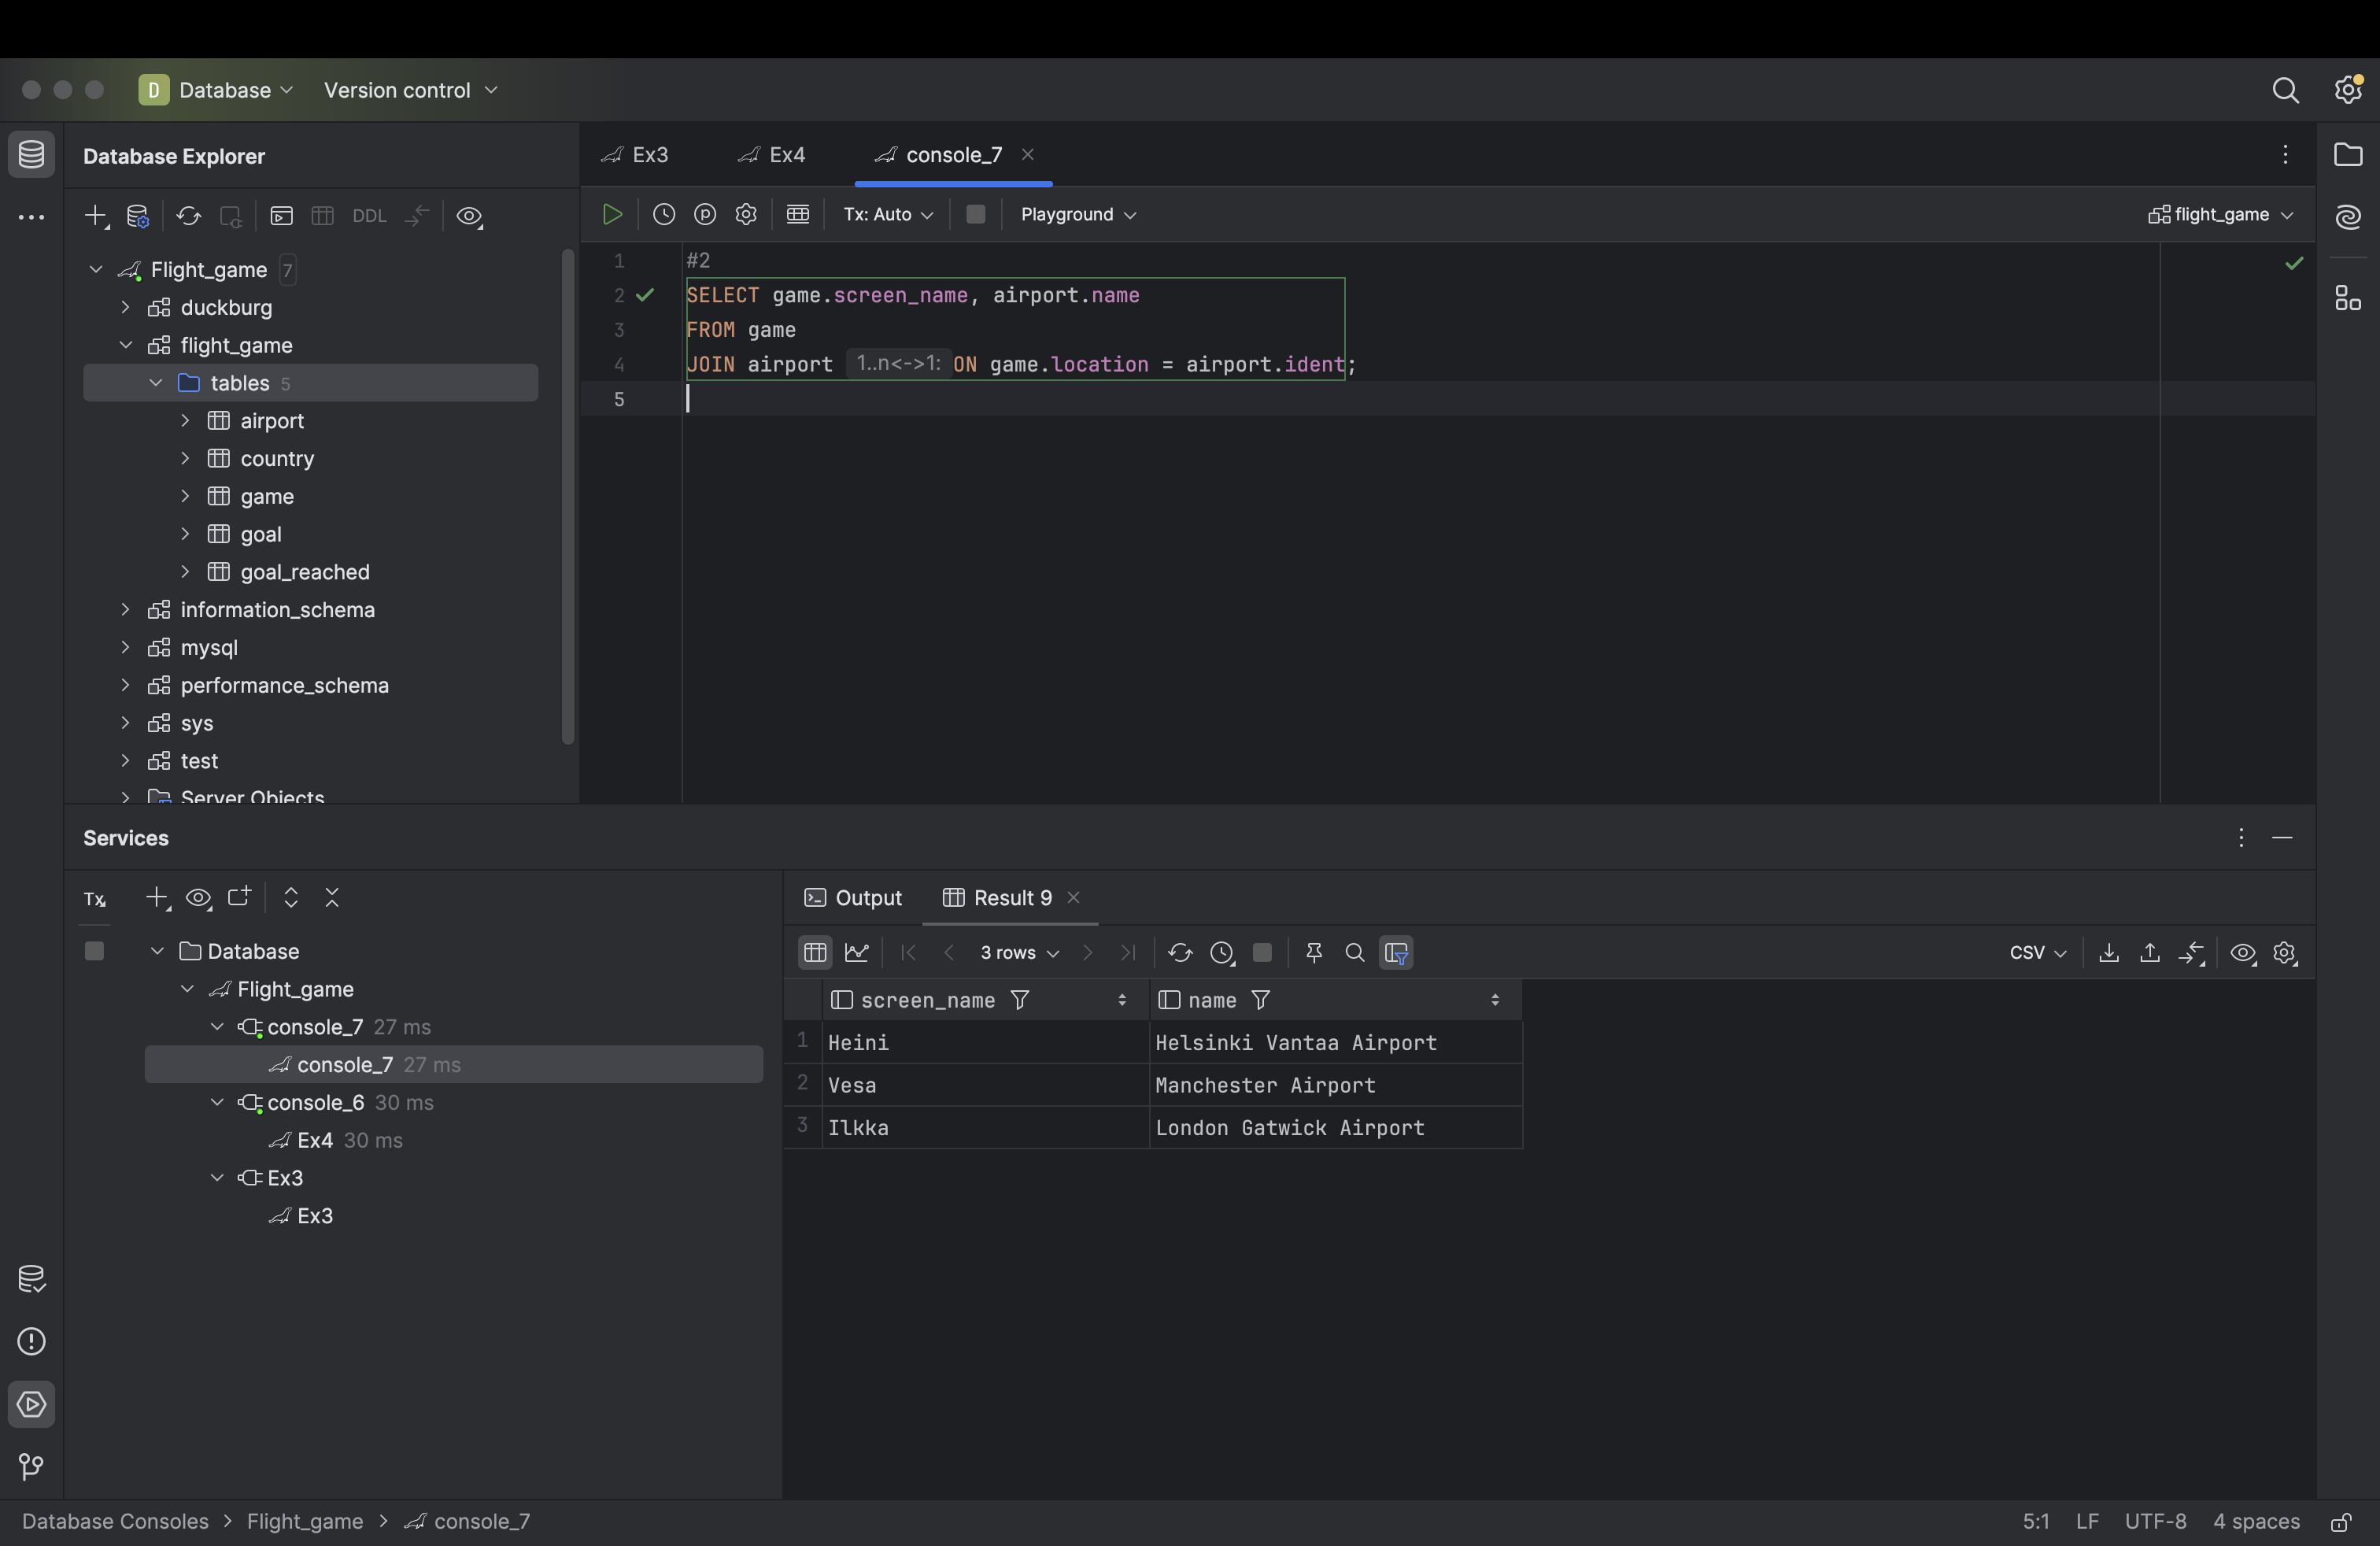 D Database Version control
Database Explorer
DDL
Flight_game 7
duckburg
flight_game
tables 5
airport
country
game
goal
goal_reached
information_schema
mysql
performance_schema
sys
test
Server Objects
Ex3 Ex4 console_7
Tx: Auto Playground flight_game
1 #2
2 SELECT game.screen_name, airport.name
3 FROM game
4 JOIN airport 1..n<->1: ON game.location = airport.ident;
5
Services
Tx
Database
Flight_game
console_7 27 ms
console_7 27 ms
console_6 30 ms
Ex4 30 ms
Ex3
Ex3
Output Result 9
3 rows CSV
screen_name name
1 Heini Helsinki Vantaa Airport
2 Vesa Manchester Airport
3 Ilkka London Gatwick Airport
Database Consoles > Flight_game > console_7 5:1 LF UTF-8 4 spaces